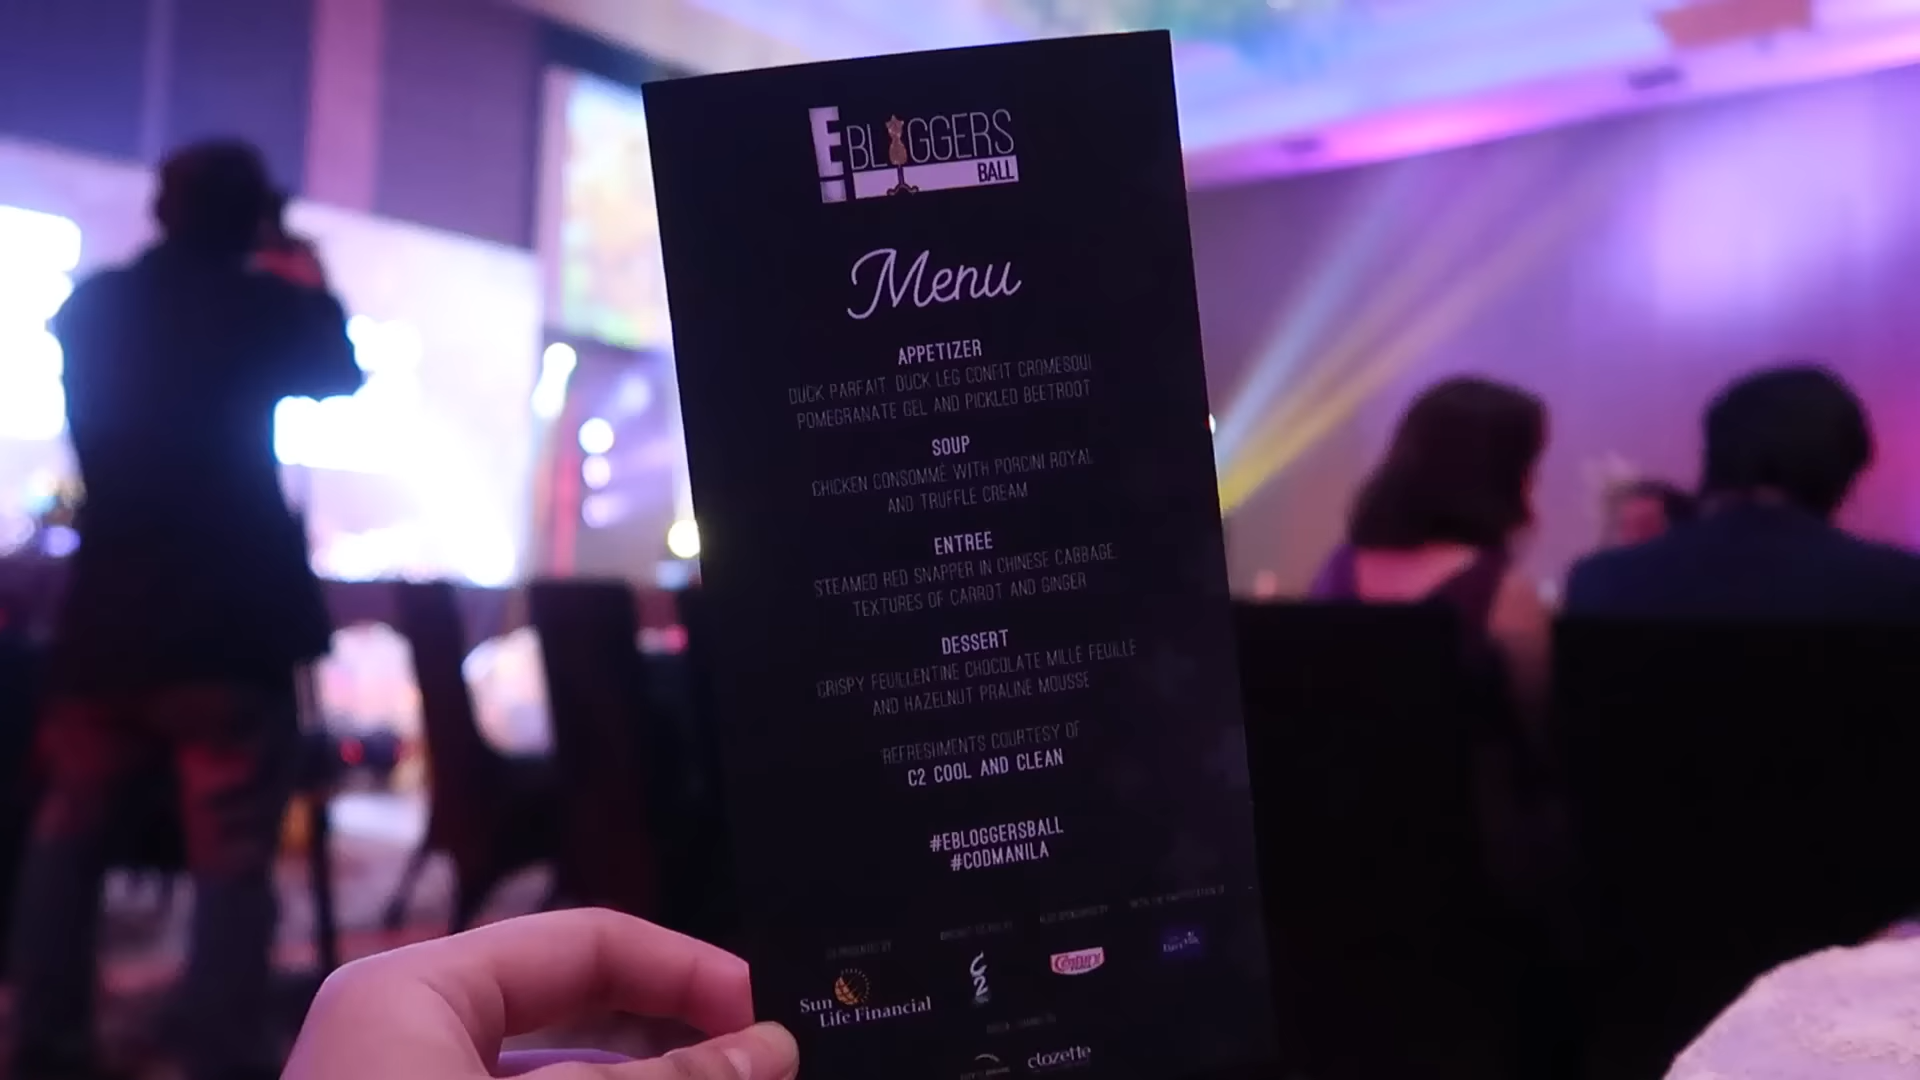 E! BLOGGERS
BALL
Menu
APPETIZER
DUCK PARFAIT, DUCK LEG CONFIT CROMESQUI
POMEGRANATE GEL AND PICKLED BEETROOT
SOUP
CHICKEN CONSOMMÉ WITH PORCINI ROYAL
AND TRUFFLE CREAM
ENTREÉ
STEAMED RED SNAPPER IN CHINESE CABBAGE
TEXTURES OF CARROT AND GINGER
DESSERT
CRISPY FEUILLENTINE CHOCOLATE MILLE FEUILLE
AND HAZELNUT PRALINE MOUSSE
REFRESHMENTS COURTESY OF
C2 COOL AND CLEAN
#EBLOGGERSBALL
#CODMANILA
Sun
Life Financial
C2
Century
clozette